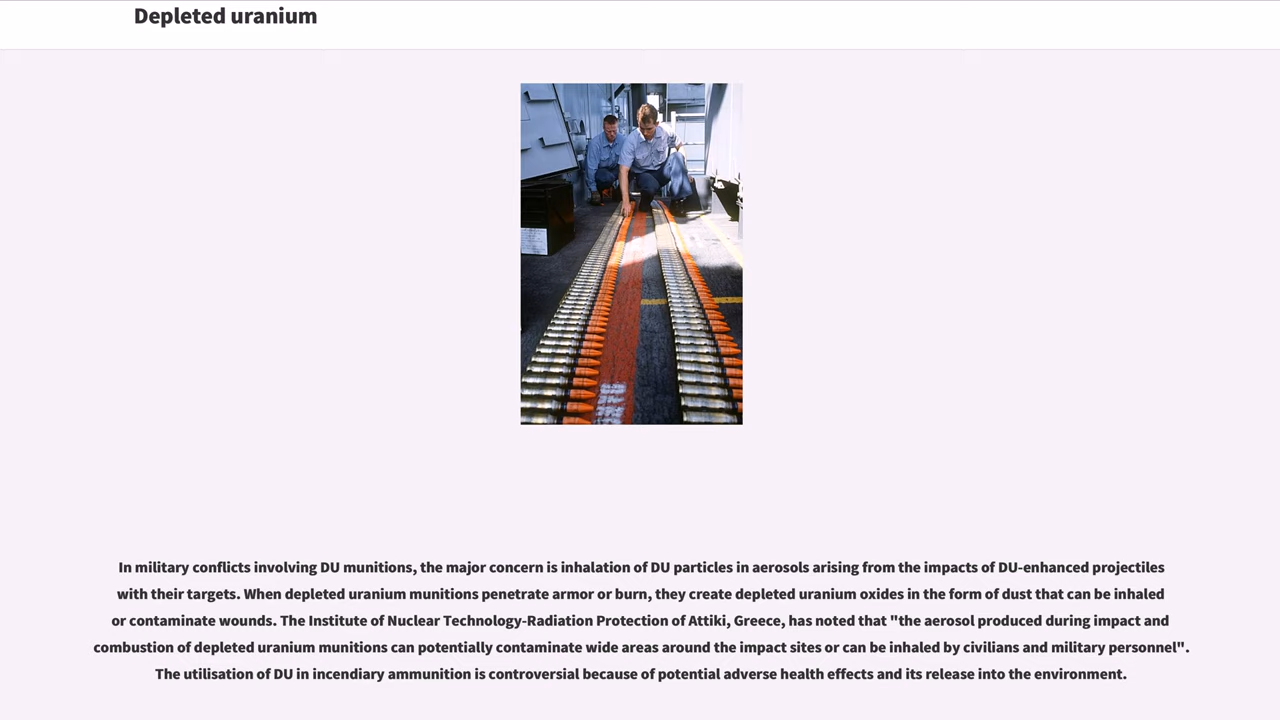 Depleted uranium
In military conflicts involving DU munitions, the major concern is inhalation of DU particles in aerosols arising from the impacts of DU-enhanced projectiles
with their targets. When depleted uranium munitions penetrate armor or burn, they create depleted uranium oxides in the form of dust that can be inhaled
or contaminate wounds. The Institute of Nuclear Technology-Radiation Protection of Attiki, Greece, has noted that "the aerosol produced during impact and
combustion of depleted uranium munitions can potentially contaminate wide areas around the impact sites or can be inhaled by civilians and military personnel".
The utilisation of DU in incendiary ammunition is controversial because of potential adverse health effects and its release into the environment.